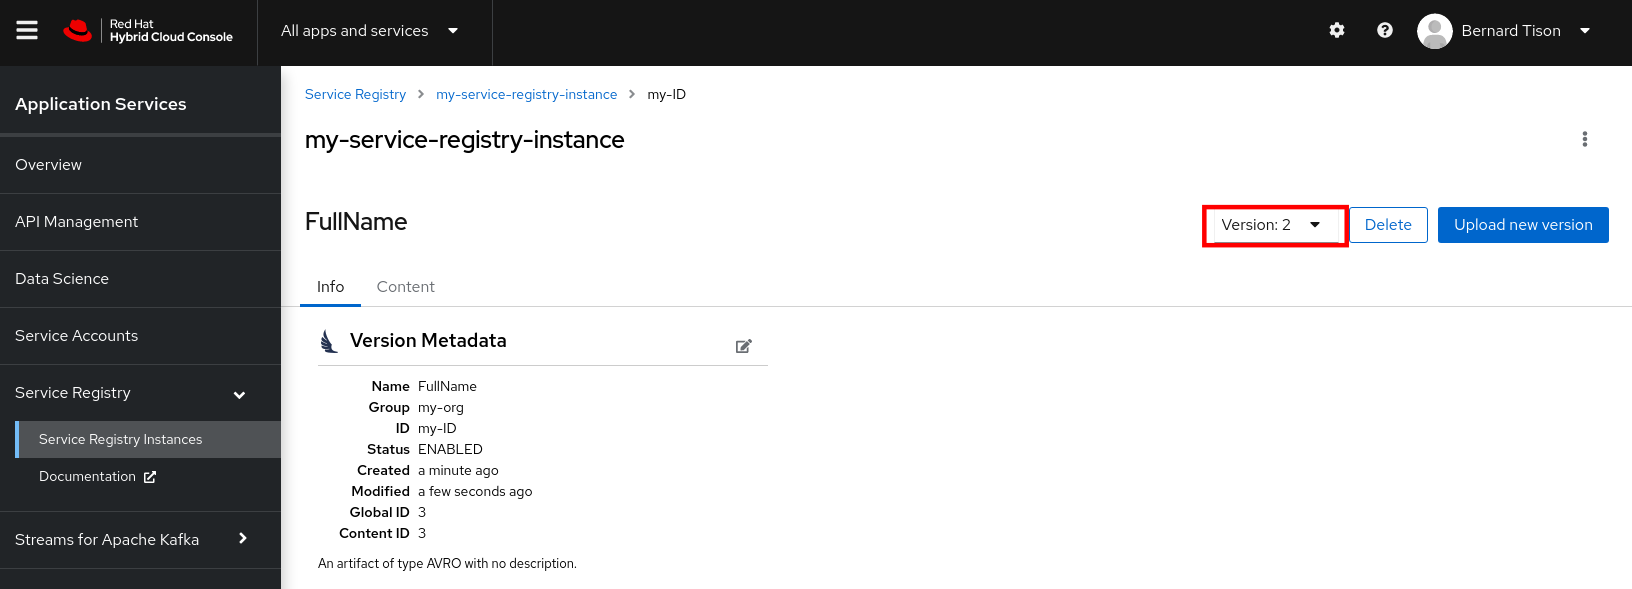 Red Hat
Hybrid Cloud Console
All apps and services
Bernard Tison
Application Services
Overview
API Management
Data Science
Service Accounts
Service Registry
Service Registry Instances
Documentation
Streams for Apache Kafka
Service Registry > my-service-registry-instance > my-ID
my-service-registry-instance
FullName
Version: 2
Delete
Upload new version
Info
Content
Version Metadata
Name FullName
Group my-org
ID my-ID
Status ENABLED
Created a minute ago
Modified a few seconds ago
Global ID 3
Content ID 3
An artifact of type AVRO with no description.